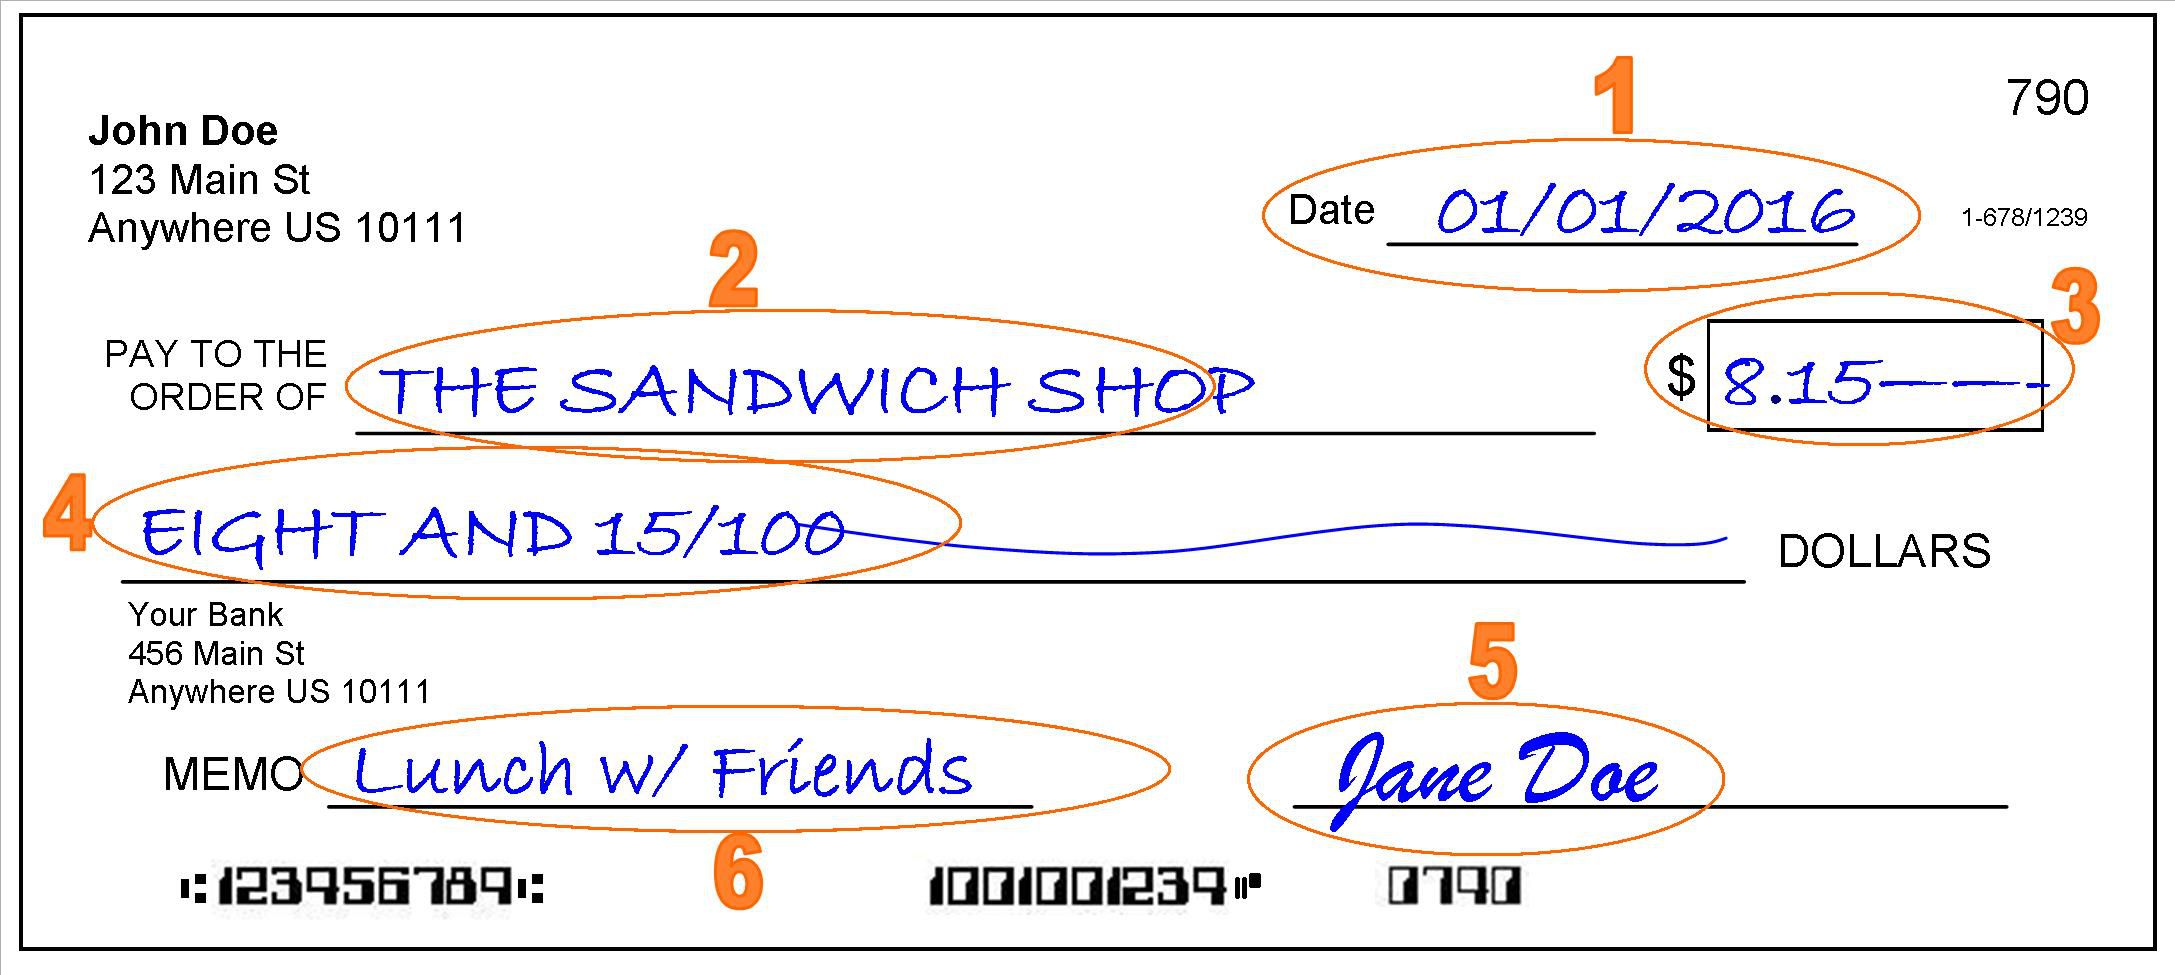 1
790
John Doe
123 Main St
Anywhere US 10111
Date 01/01/2016
1-678/1239
2
3
PAY TO THE
ORDER OF
THE SANDWICH SHOP
$ 8.15
4
EIGHT AND 15/100
DOLLARS
Your Bank
456 Main St
Anywhere US 10111
5
MEMO Lunch w/ Friends
Jane Doe
6
⑆123456789⑆ 1001001234⑈ 0790